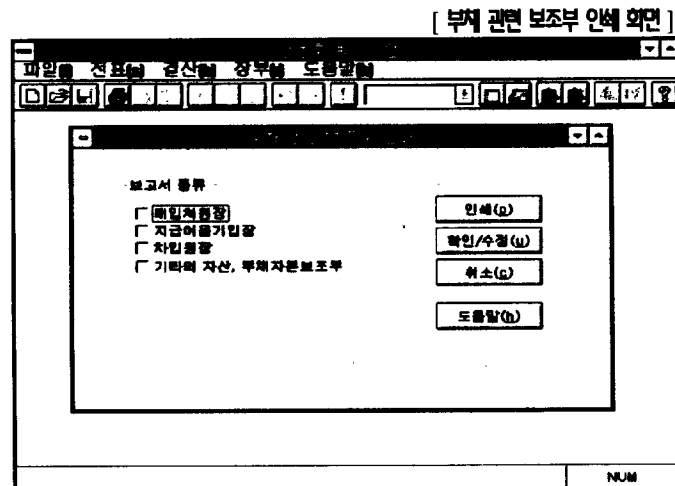 [ 부채 관련 보조부 인쇄 화면 ]
파일 전표 결산 장부 도움말
보고서 종류
매입처원장
지급어음기입장
차입원장
기타의 자산, 부채자본보조부
인쇄(p)
확인/수정(u)
취소(c)
도움말(h)
NUM